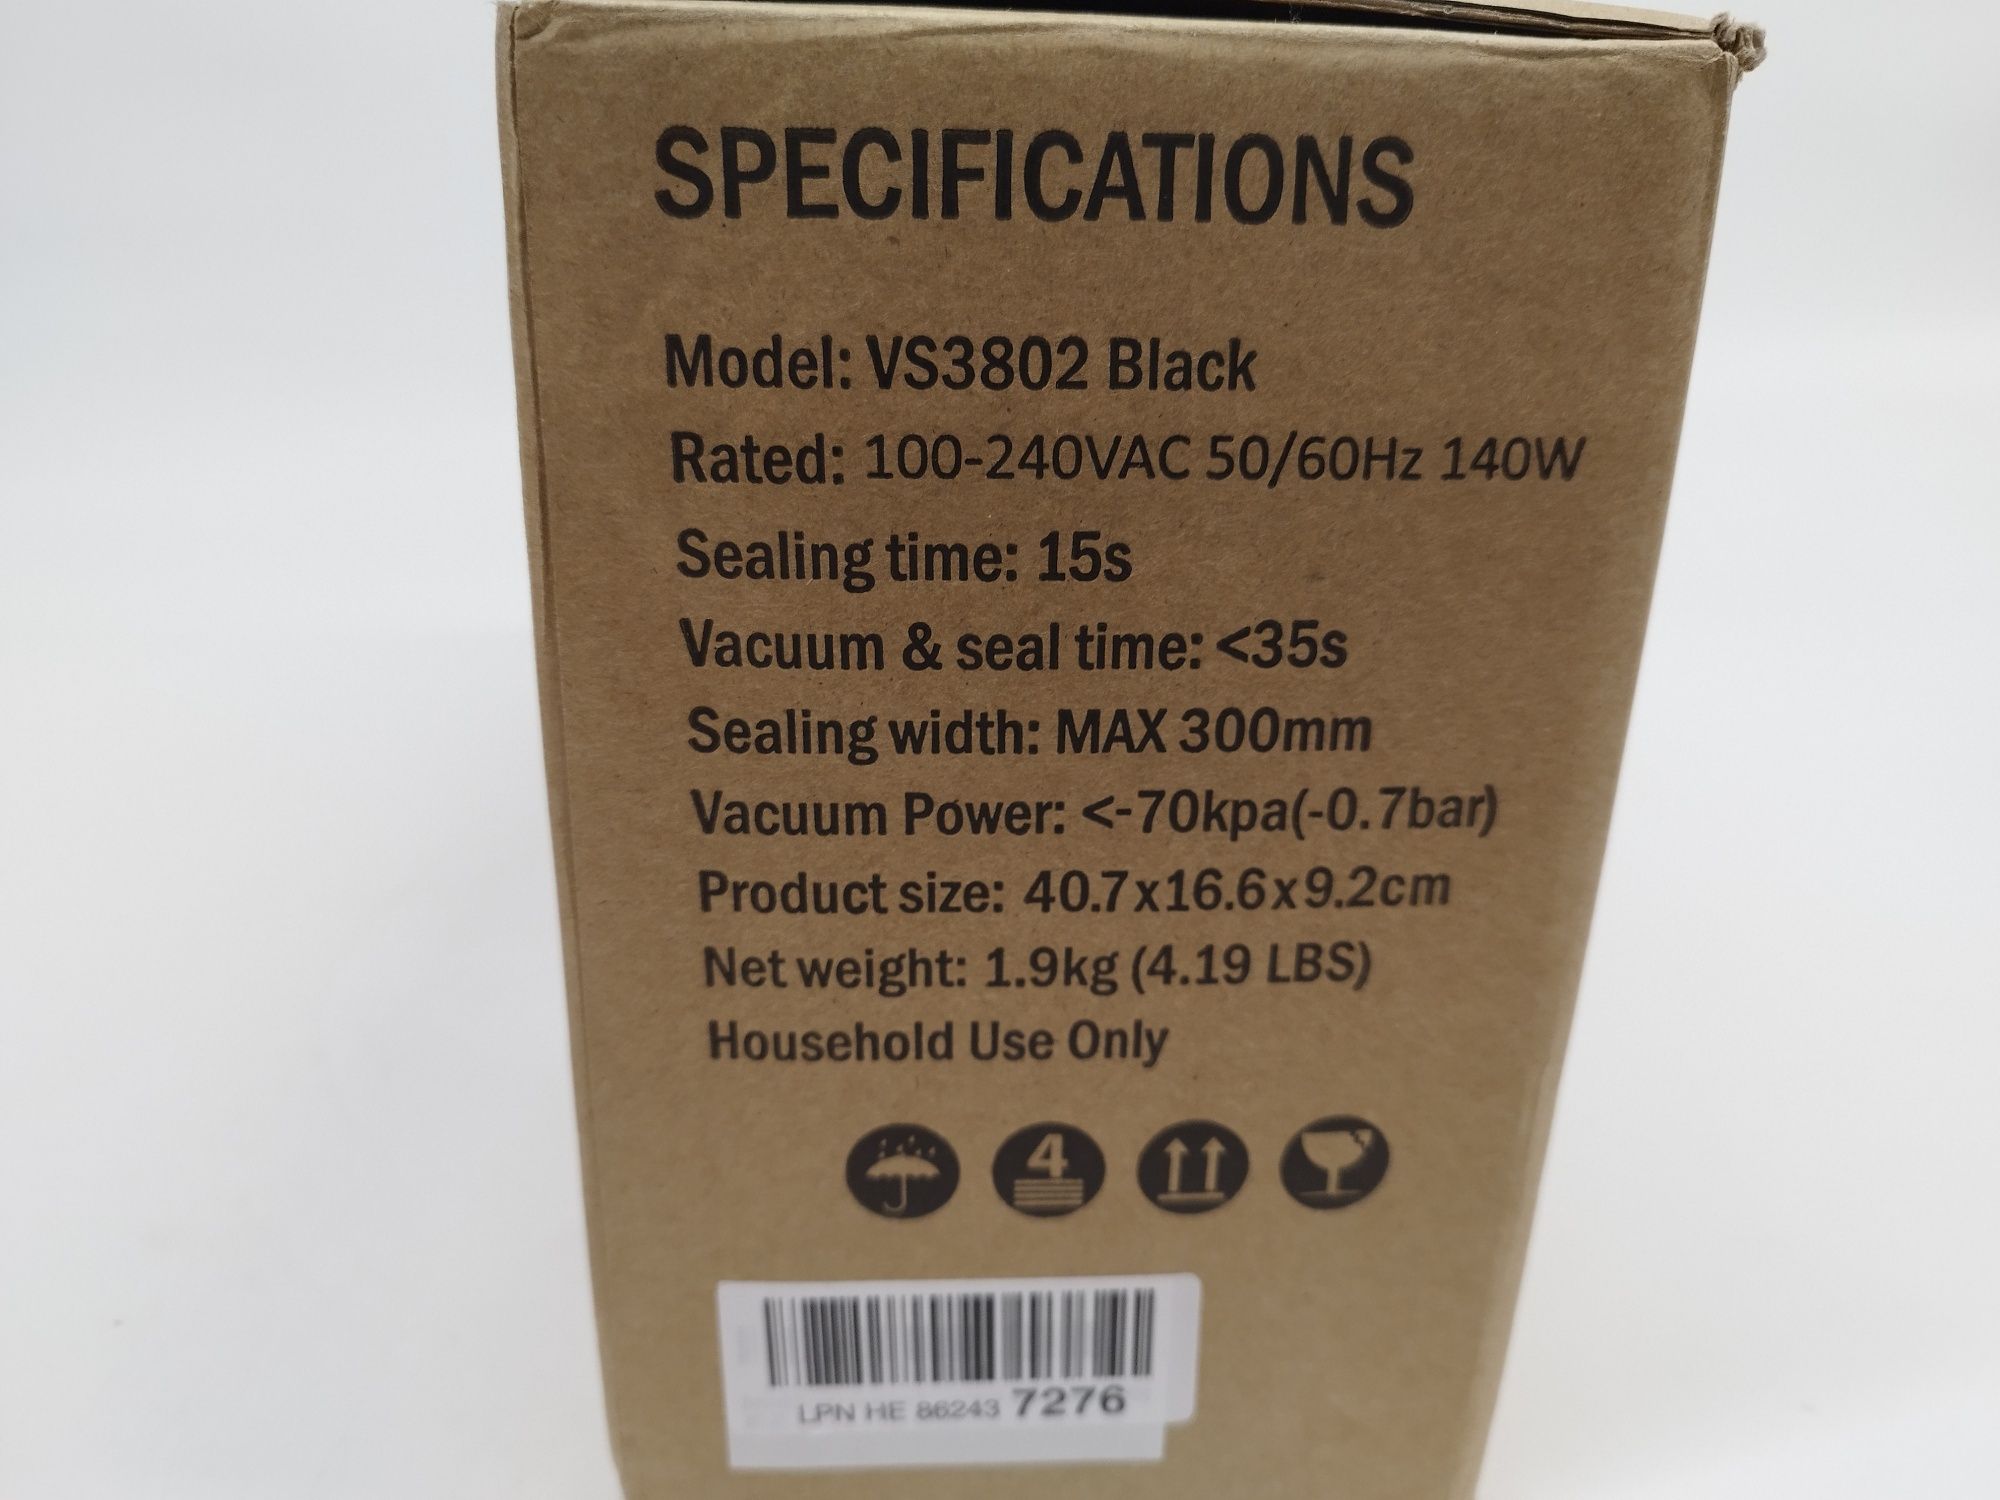 SPECIFICATIONS
Model: VS3802 Black
Rated: 100-240VAC 50/60Hz 140W
Sealing time: 15s
Vacuum & seal time: <35s
Sealing width: MAX 300mm
Vacuum Power: <-70kpa(-0.7bar)
Product size: 40.7x16.6x9.2cm
Net weight: 1.9kg (4.19 LBS)
Household Use Only
4
LPN HE 86243 7276